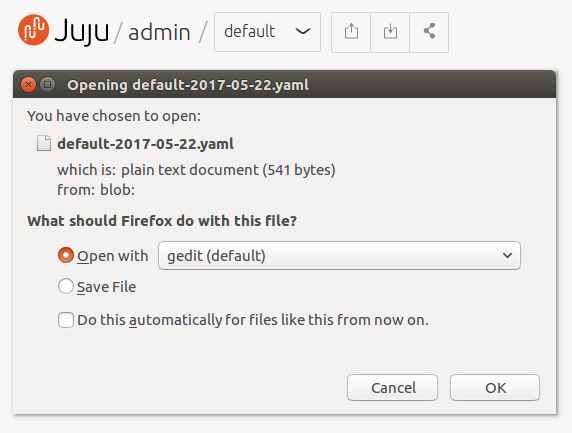 Juju / admin / default
Opening default-2017-05-22.yaml
You have chosen to open:
default-2017-05-22.yaml
which is: plain text document (541 bytes)
from: blob:
What should Firefox do with this file?
Open with gedit (default)
Save File
Do this automatically for files like this from now on.
Cancel OK